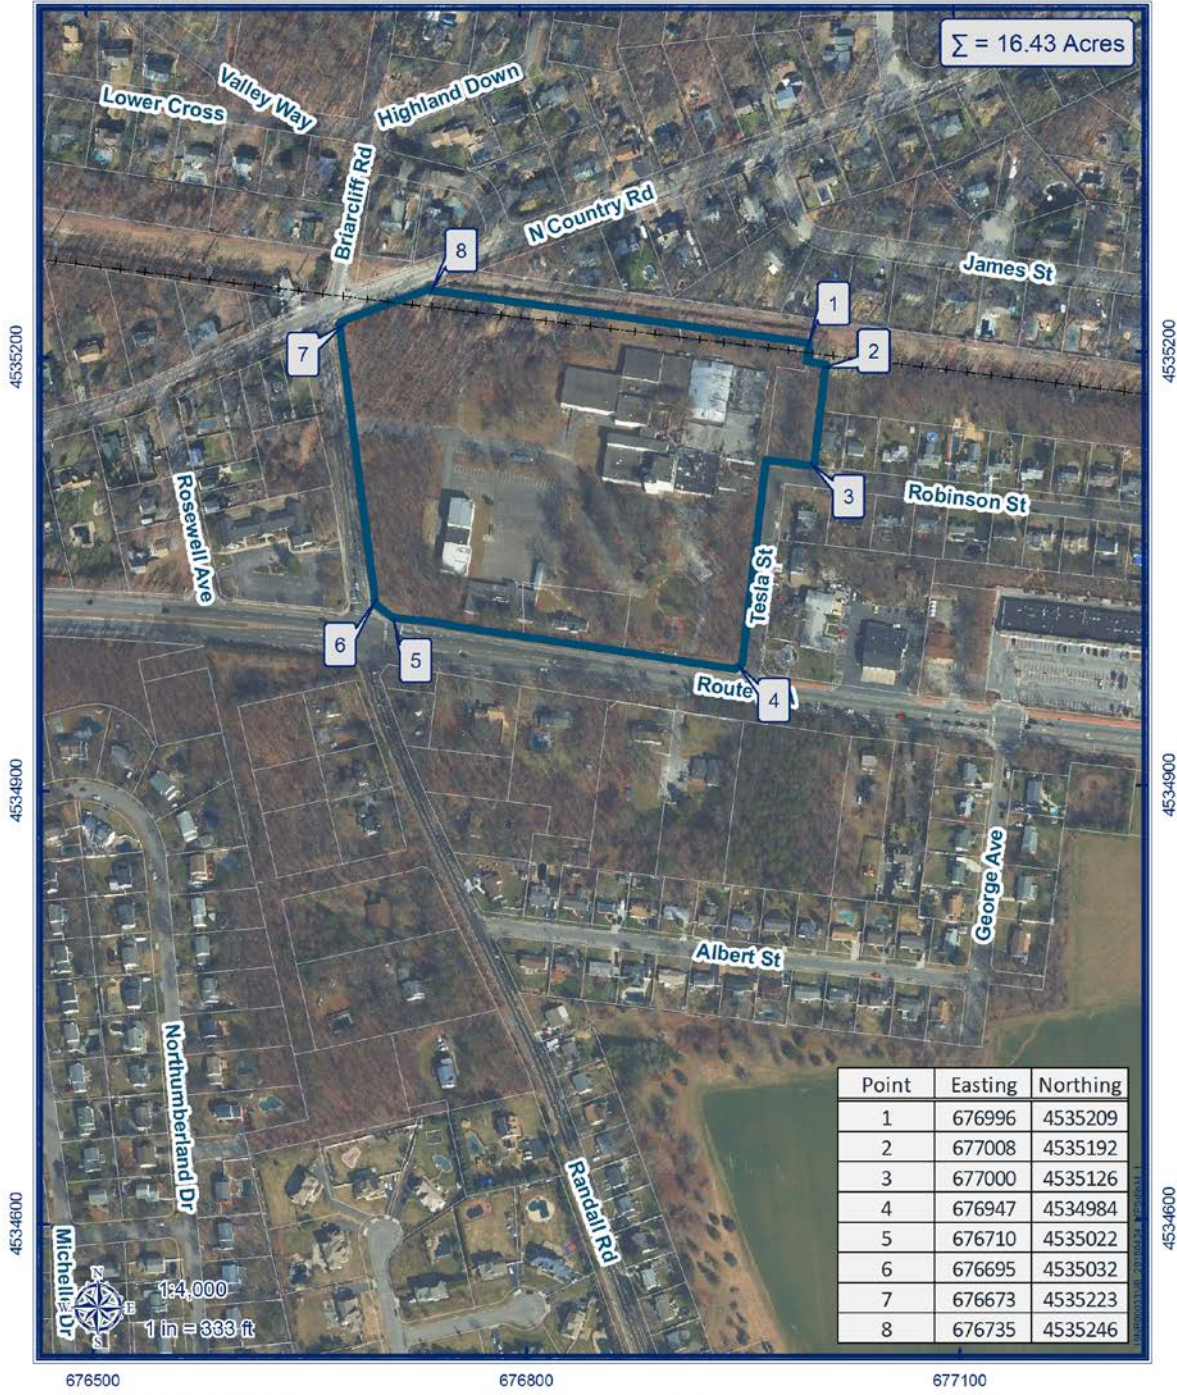 ∑ = 16.43 Acres
Valley Way
Highland Down
Lower Cross
Briarcliff Rd
N Country Rd
8
James St
1
2
7
4535200
4535200
3
Robinson St
Rosewell Ave
Tesla St
6
5
Route
4
4534900
4534900
George Ave
Albert St
Northumberland Dr
Randall Rd
Point Easting Northing
1 676996 4535209
2 677008 4535192
3 677000 4535126
4 676947 4534984
5 676710 4535022
6 676695 4535032
7 676673 4535223
8 676735 4535246
4534600
4534600
Dr
N
W E
S
1:4,000
1 in = 333 ft
676500 676800 677100